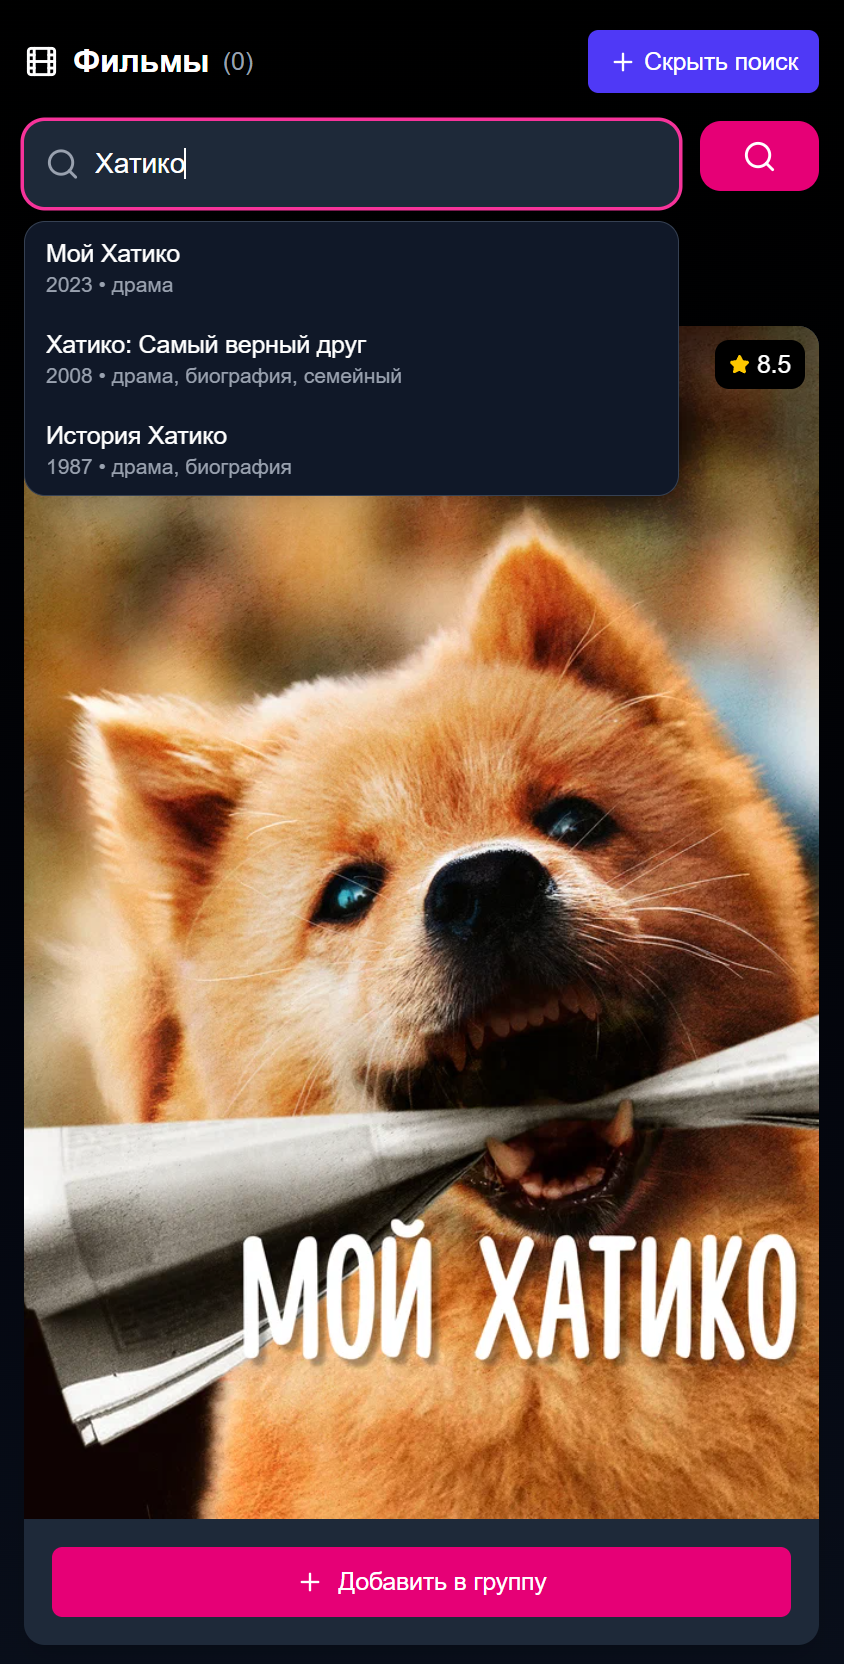 Фильмы (0)
+ Скрыть поиск
Хатико
Мой Хатико
2023 • драма
Хатико: Самый верный друг
2008 • драма, биография, семейный
История Хатико
1987 • драма, биография
8.5
МОЙ ХАТИКО
+ Добавить в группу